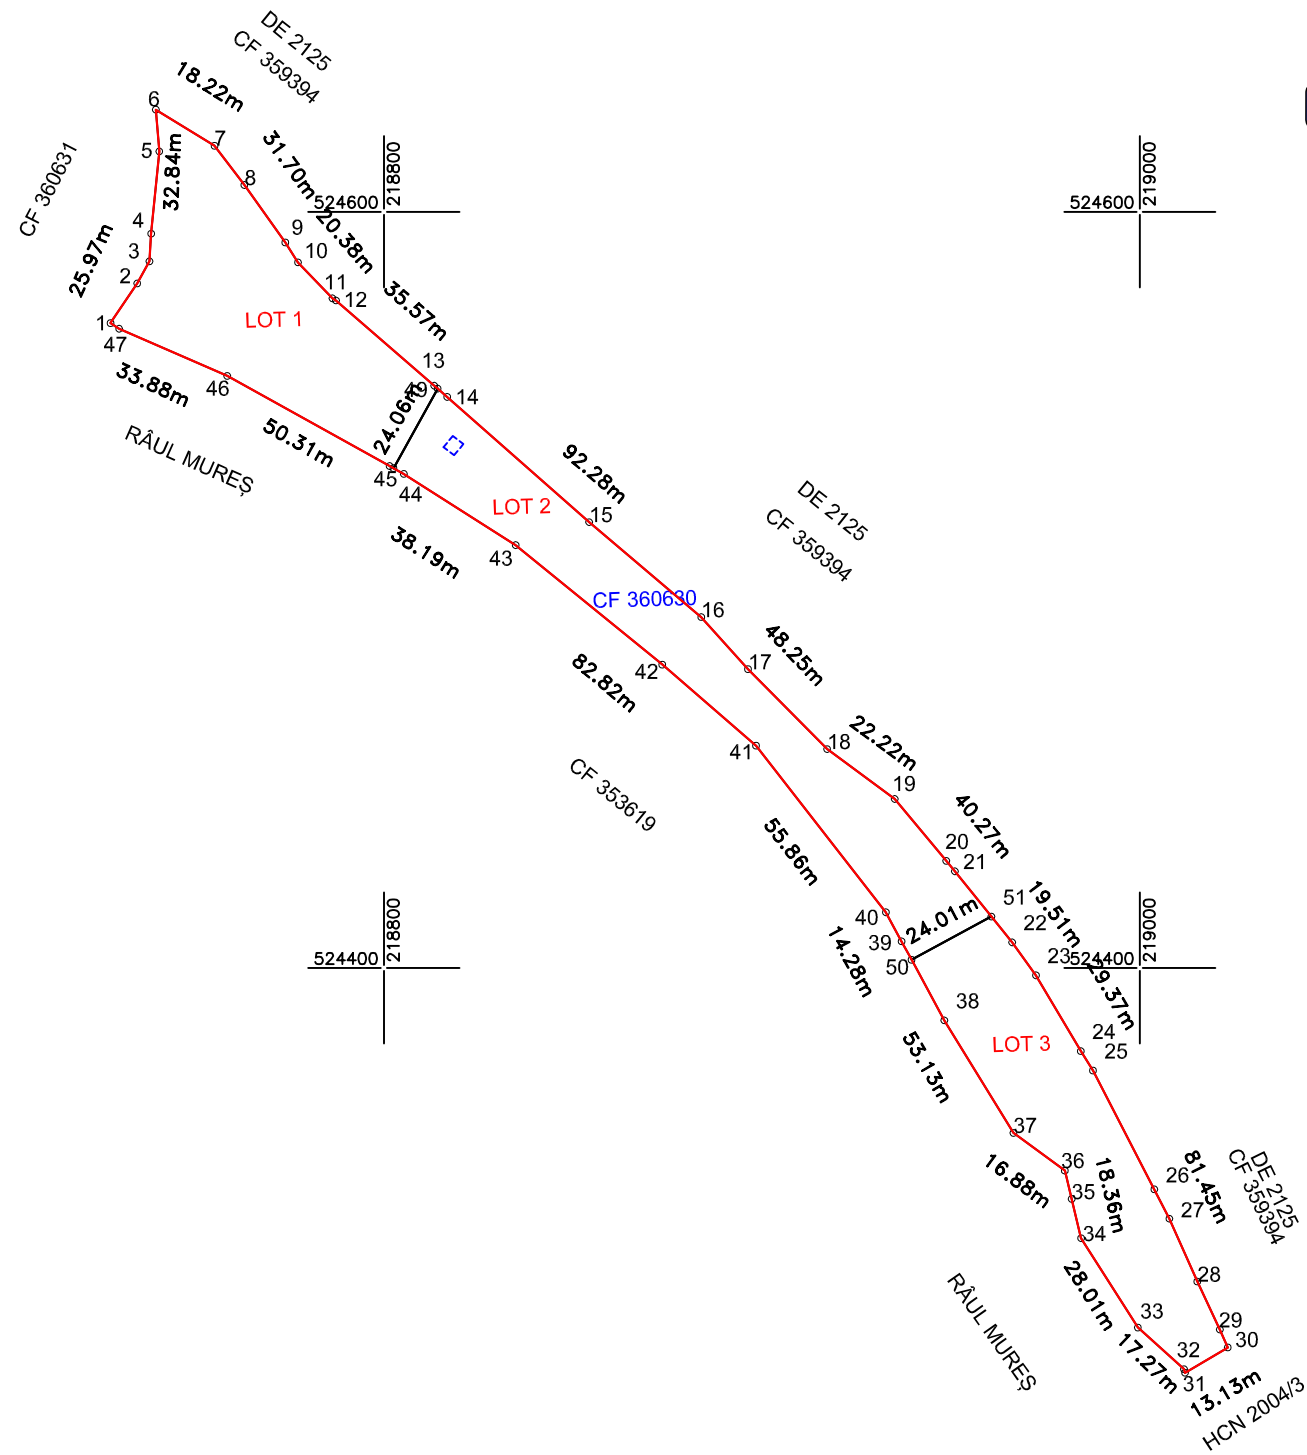 DE 2125
CF 359394
18.22m
6
7
5
32.84m
8
31.70m
CF 360631
218800
524600
219000
524600
4
9
20.38m
3
10
25.97m
2
11
12
35.57m
1
LOT 1
47
13
33.88m
49
14
46
24.06m
RÂUL MUREȘ
50.31m
45
44
92.28m
LOT 2
15
38.19m
43
DE 2125
CF 359394
CF 360630
16
82.82m
42
17
48.25m
41
18
22.22m
CF 353619
19
55.86m
40.27m
20
21
40
24.01m
51
19.51m
39
22
14.28m
50
23
218800
524400
219000
524400
29.37m
38
53.13m
LOT 3
24
25
37
16.88m
36
18.36m
35
26
81.45m
DE 2125
CF 359394
27
34
28.01m
28
RÂUL MUREȘ
33
29
30
17.27m
32
31
13.13m
HCN 2004/3